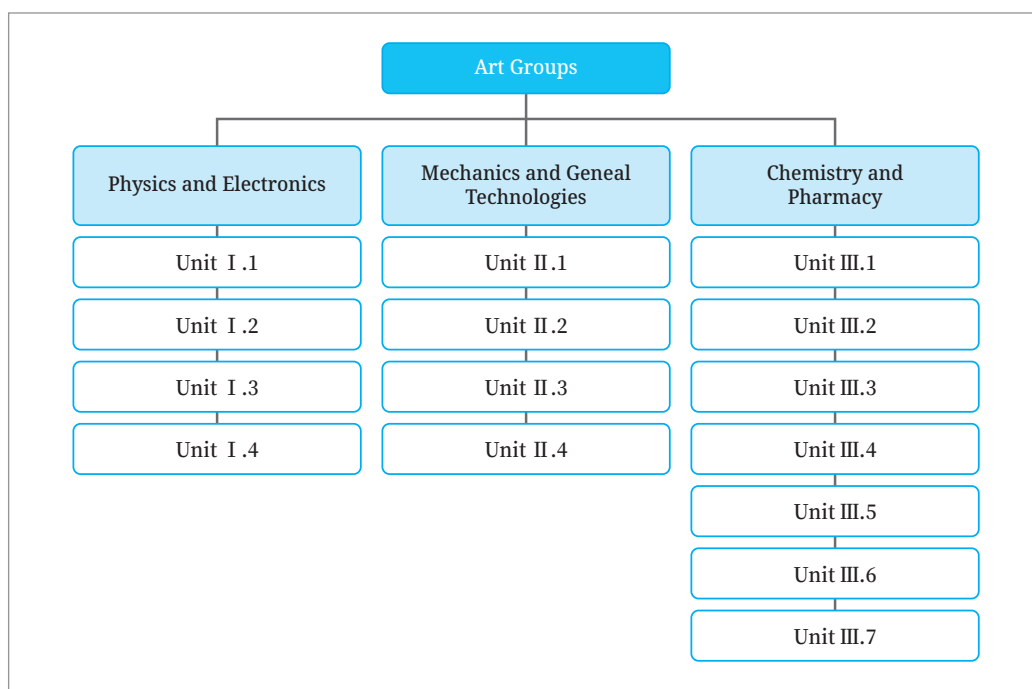 Art Groups
Physics and Electronics
Unit Ⅰ.1
Unit Ⅰ.2
Unit Ⅰ.3
Unit Ⅰ.4
Mechanics and Geneal
Technologies
Unit Ⅱ.1
Unit Ⅱ.2
Unit Ⅱ.3
Unit Ⅱ.4
Chemistry and
Pharmacy
Unit Ⅲ.1
Unit Ⅲ.2
Unit Ⅲ.3
Unit Ⅲ.4
Unit Ⅲ.5
Unit Ⅲ.6
Unit Ⅲ.7